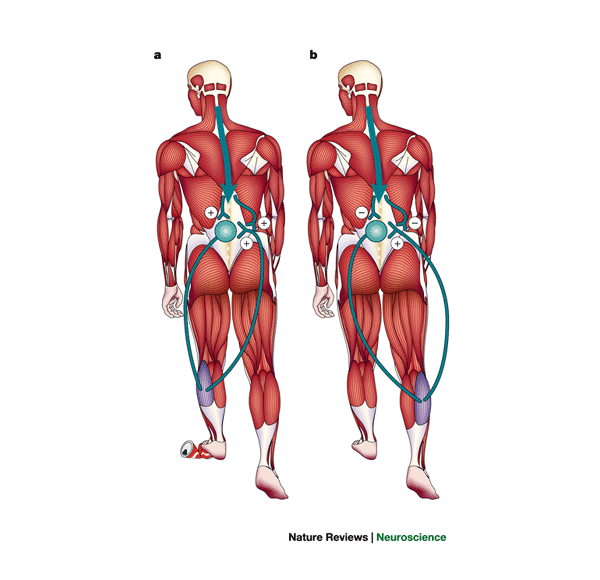 a b
+ + +
− − +
Nature Reviews | Neuroscience